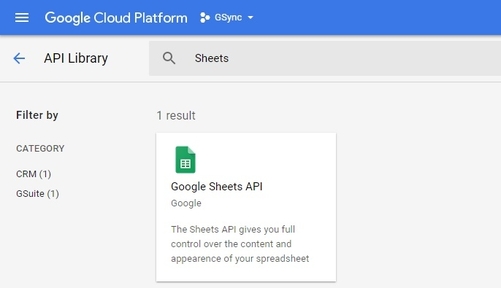 Google Cloud Platform GSync
API Library Sheets
Filter by
1 result
CATEGORY
CRM (1)
GSuite (1)
Google Sheets API
Google
The Sheets API gives you full
control over the content and
appearence of your spreadsheet